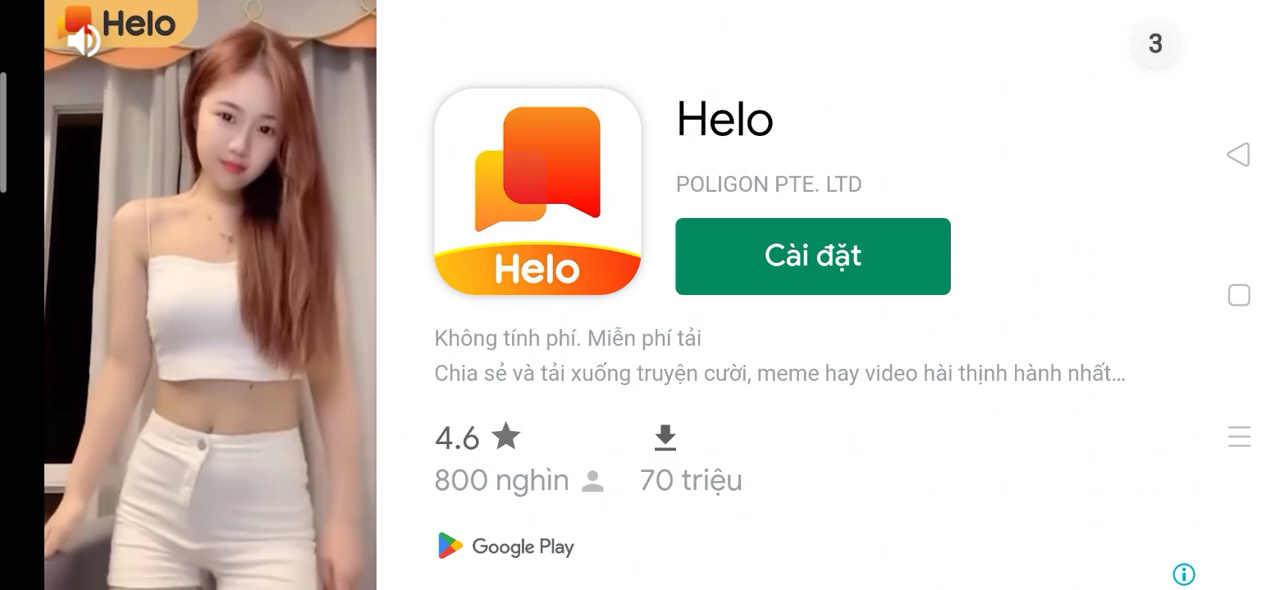 Helo
3
Helo
Helo
POLIGON PTE. LTD
Cài đặt
Không tính phí. Miễn phí tải
Chia sẻ và tải xuống truyện cười, meme hay video hài thịnh hành nhất...
4.6
800 nghìn
70 triệu
Google Play